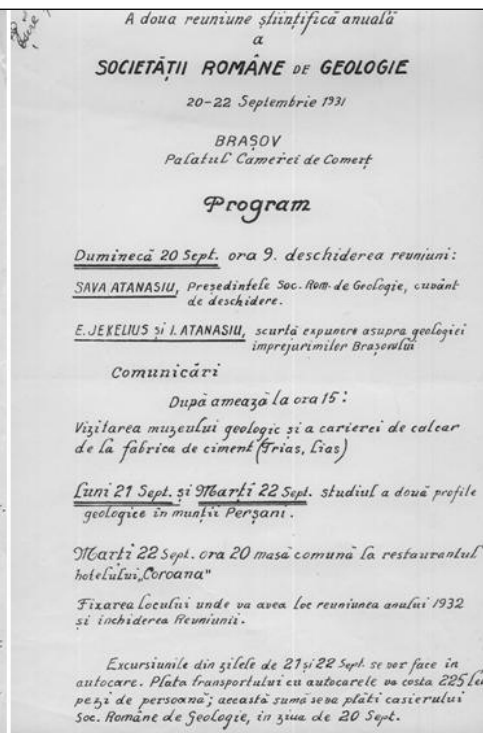 A doua reuniune științifică anuală
a
SOCIETĂȚII ROMÂNE DE GEOLOGIE
20-22 Septembrie 1931
BRAȘOV
Palatul Camerei de Comerț
Program
Duminecă 20 Sept. ora 9. deschiderea reuniuni:
SAVA ATANASIU, Președintele Soc. Rom. de Geologie, cuvânt
de deschidere.
E. JEKELIUS și I. ATANASIU, scurtă expunere asupra geologiei
imprejurimilor Brașovului
Comunicări
După amează la ora 15:
Vizitarea muzeului geologic și a carierei de calcar
de la fabrica de ciment (Trias, Lias)
Luni 21 Sept. și Marți 22 Sept. studiul a două profile
geologice în munții Perșani.
Marți 22 Sept. ora 20 masă comună la restaurantul
hotelului „Coroana"
Fixarea locului unde va avea loc reuniunea anului 1932
și inchiderea Reuniunii.
Excursiunile din zilele de 21 și 22 Sept. se vor face in
autocare. Plata transportului cu autocarele va costa 225 Lei
pe zi de persoană; această sumă se va plăti casierului
Soc. Române de Geologie, in ziua de 20 Sept.